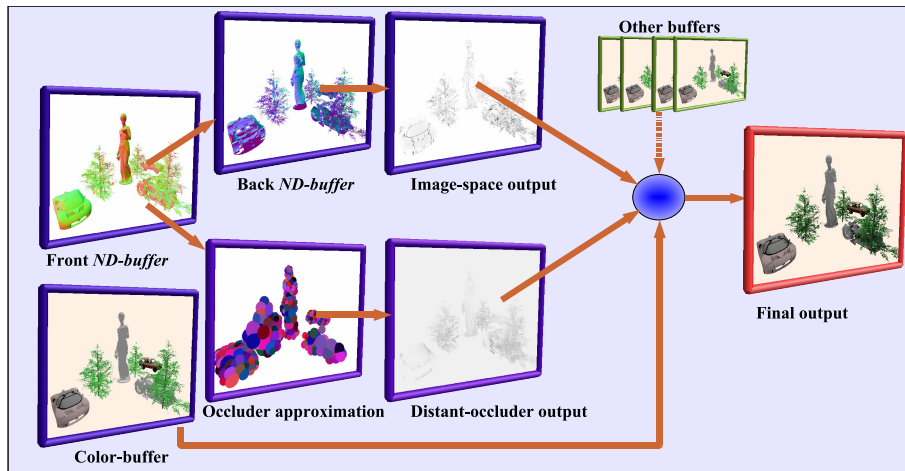 Other buffers
Back ND-buffer
Image-space output
Front ND-buffer
Final output
Occluder approximation
Distant-occluder output
Color-buffer